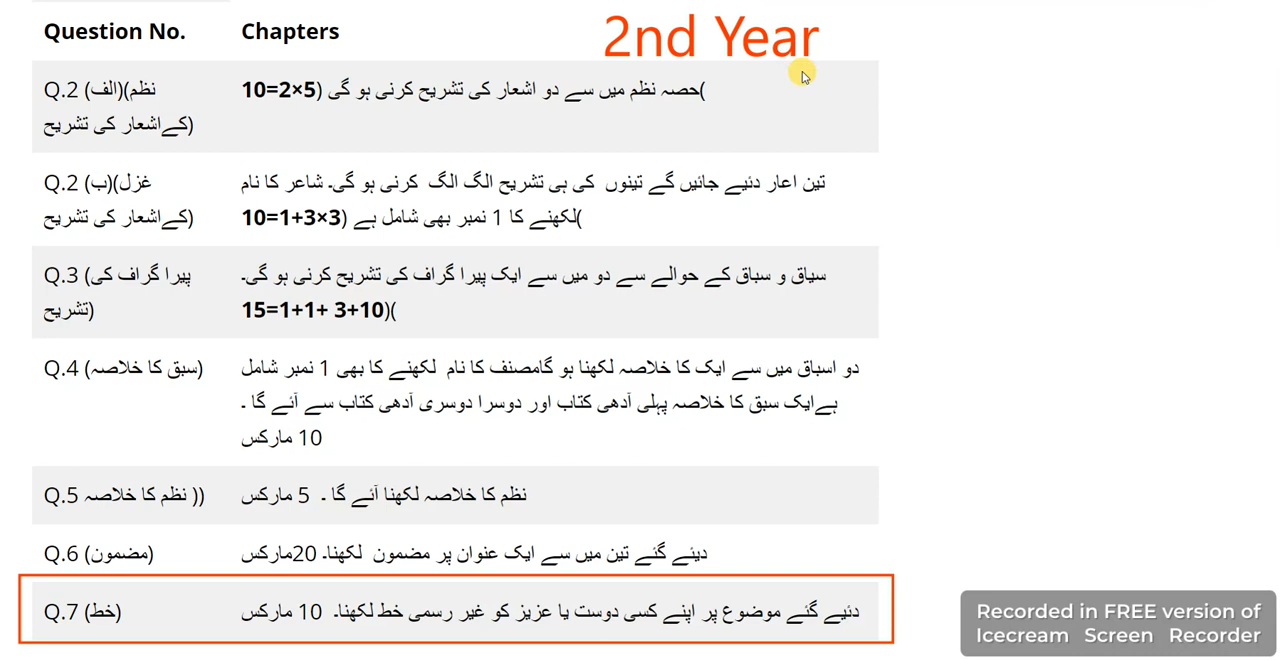 Question No. Chapters
2nd Year
Q.2 (الف)(نظم کےاشعار کی تشریح)
حصہ نظم میں سے دو اشعار کی تشریح کرنی ہو گی (10=2×5)
Q.2 (ب)(غزل کےاشعار کی تشریح)
تین اعار دئیے جائیں گے تینوں کی ہی تشریح الگ الگ کرنی ہو گی۔ شاعر کا نام
لکھنے کا 1 نمبر بھی شامل ہے (10=1+3×3)
Q.3 (پیرا گراف کی تشریح)
سیاق و سباق کے حوالے سے دو میں سے ایک پیرا گراف کی تشریح کرنی ہو گی۔
(15=1+1+ 3+10)
Q.4 (سبق کا خلاصہ)
دو اسباق میں سے ایک کا خلاصہ لکھنا ہو گامصنف کا نام لکھنے کا بھی 1 نمبر شامل
ہےایک سبق کا خلاصہ پہلی آدھی کتاب اور دوسرا دوسری آدھی کتاب سے آئے گا ۔
10 مارکس
Q.5 نظم کا خلاصہ ))
نظم کا خلاصہ لکھنا آئے گا ۔ 5 مارکس
Q.6 (مضمون)
دیئے گئے تین میں سے ایک عنوان پر مضمون لکھنا۔ 20مارکس
Q.7 (خط)
دئیے گئے موضوع پر اپنے کسی دوست یا عزیز کو غیر رسمی خط لکھنا۔ 10 مارکس
Recorded in FREE version of
Icecream Screen Recorder